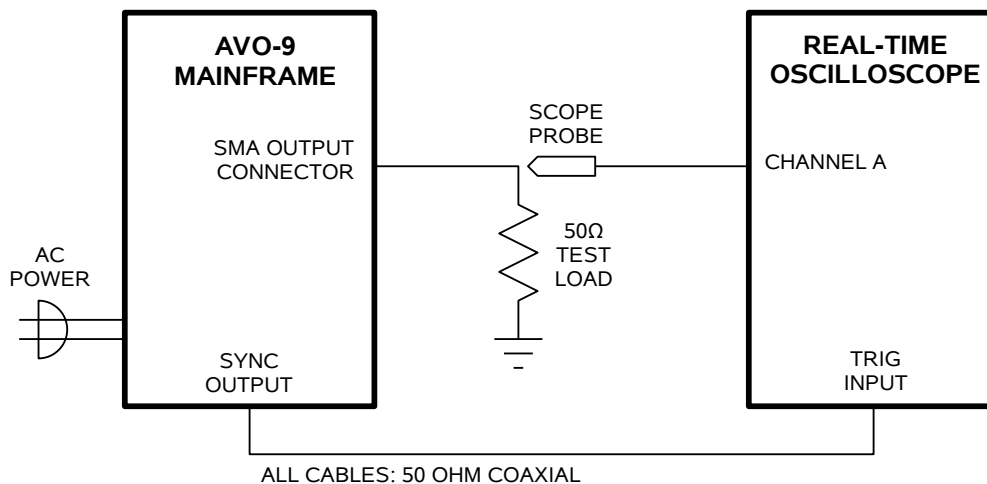 AVO-9
MAINFRAME
REAL-TIME
OSCILLOSCOPE
SCOPE
PROBE
SMA OUTPUT
CONNECTOR
CHANNEL A
50Ω
TEST
LOAD
AC
POWER
SYNC
OUTPUT
TRIG
INPUT
ALL CABLES: 50 OHM COAXIAL